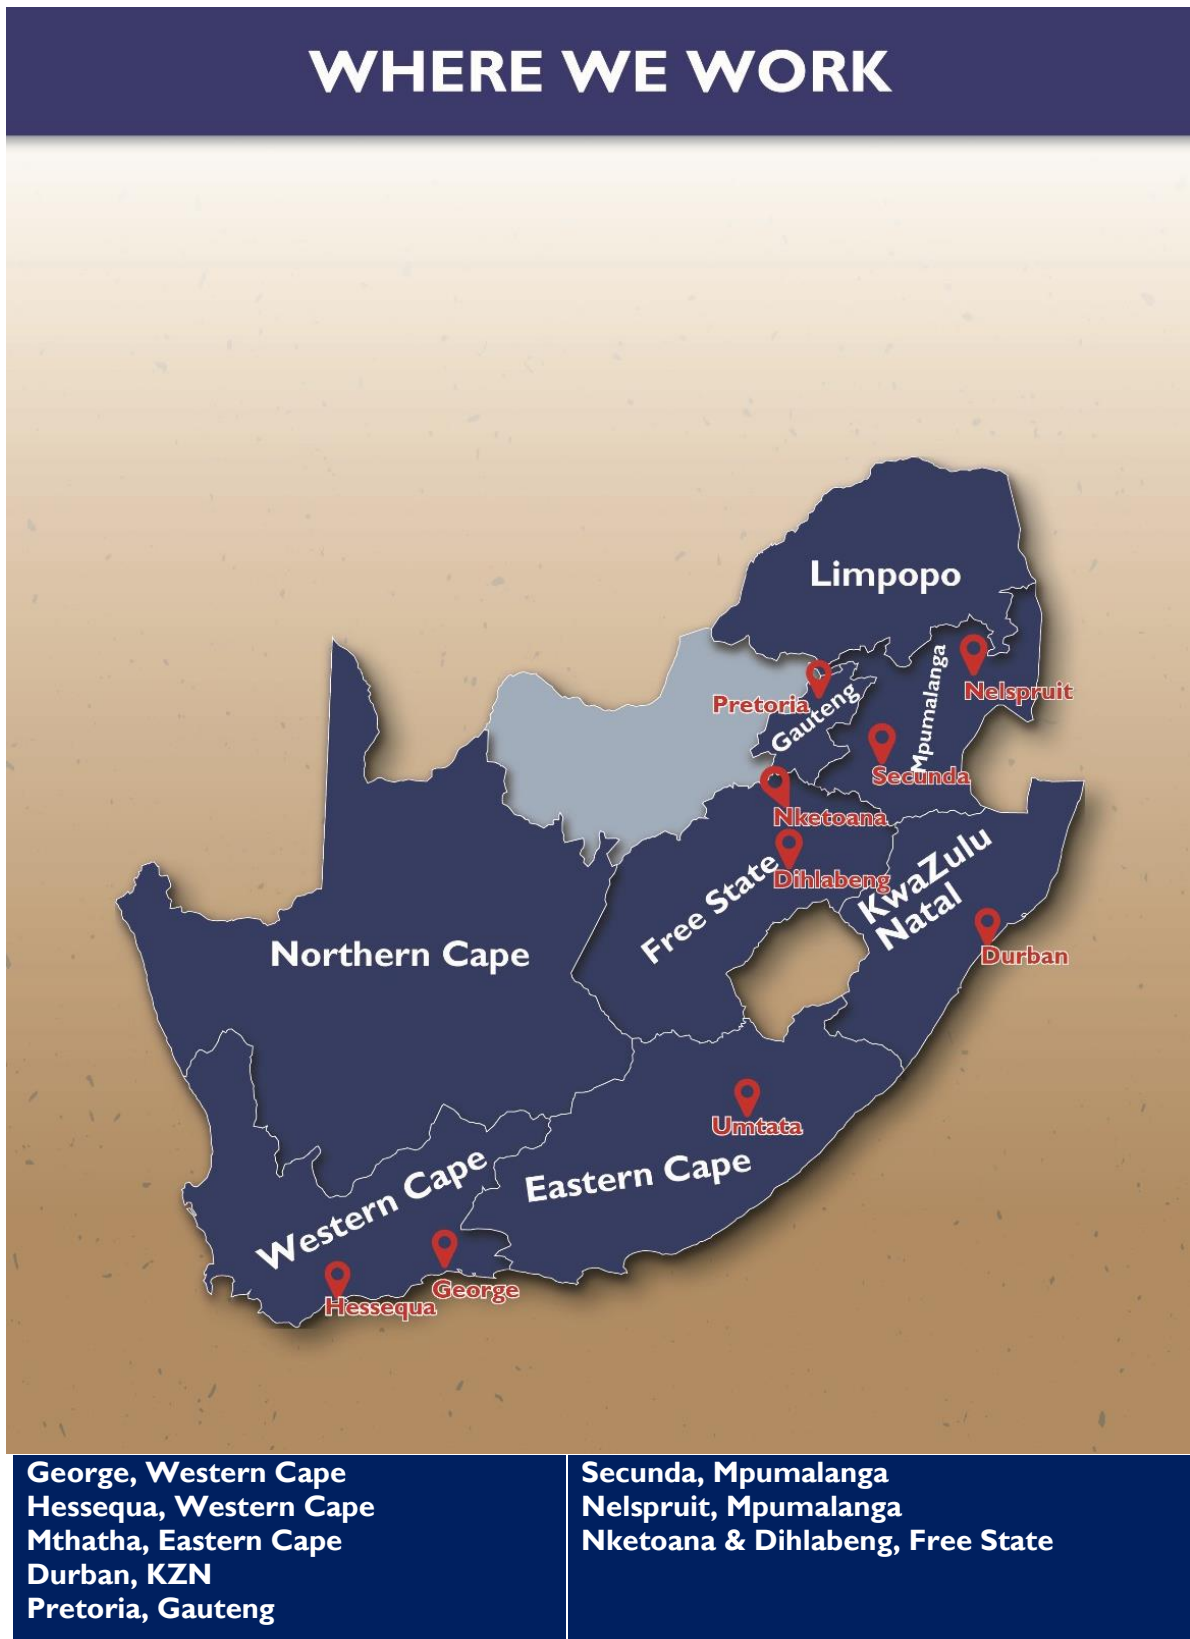 WHERE WE WORK
Limpopo
Mpumalanga
Nelspruit
Pretoria
Gauteng
Secunda
Nketoana
Dihlabeng
Free State
KwaZulu
Natal
Durban
Northern Cape
Umtata
Eastern Cape
Western Cape
George
Hessequa
George, Western Cape
Hessequa, Western Cape
Mthatha, Eastern Cape
Durban, KZN
Pretoria, Gauteng
Secunda, Mpumalanga
Nelspruit, Mpumalanga
Nketoana & Dihlabeng, Free State